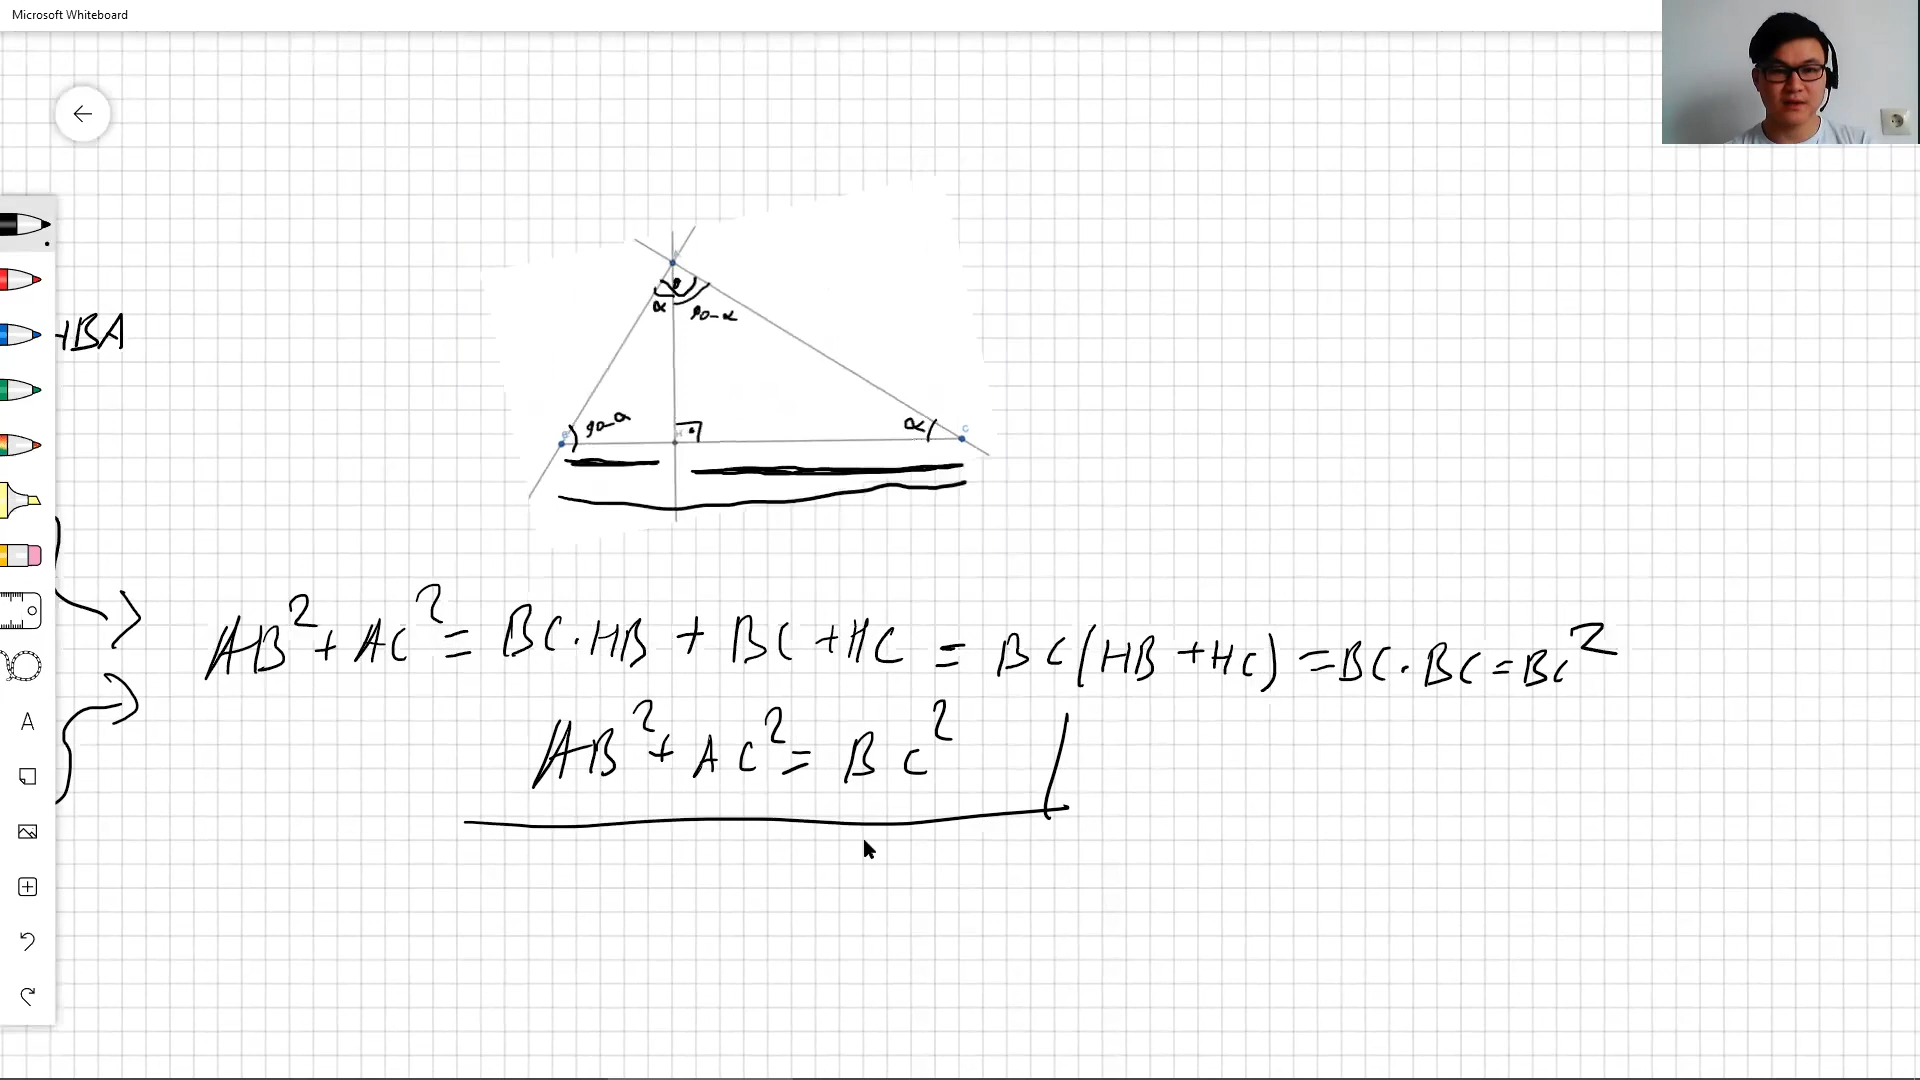 Microsoft Whiteboard
HBA
α 90-α
90-α α
B H C
AB²+AC²=BC·HB+BC+HC=BC(HB+HC)=BC·BC=BC²
AB²+AC²=BC²
A